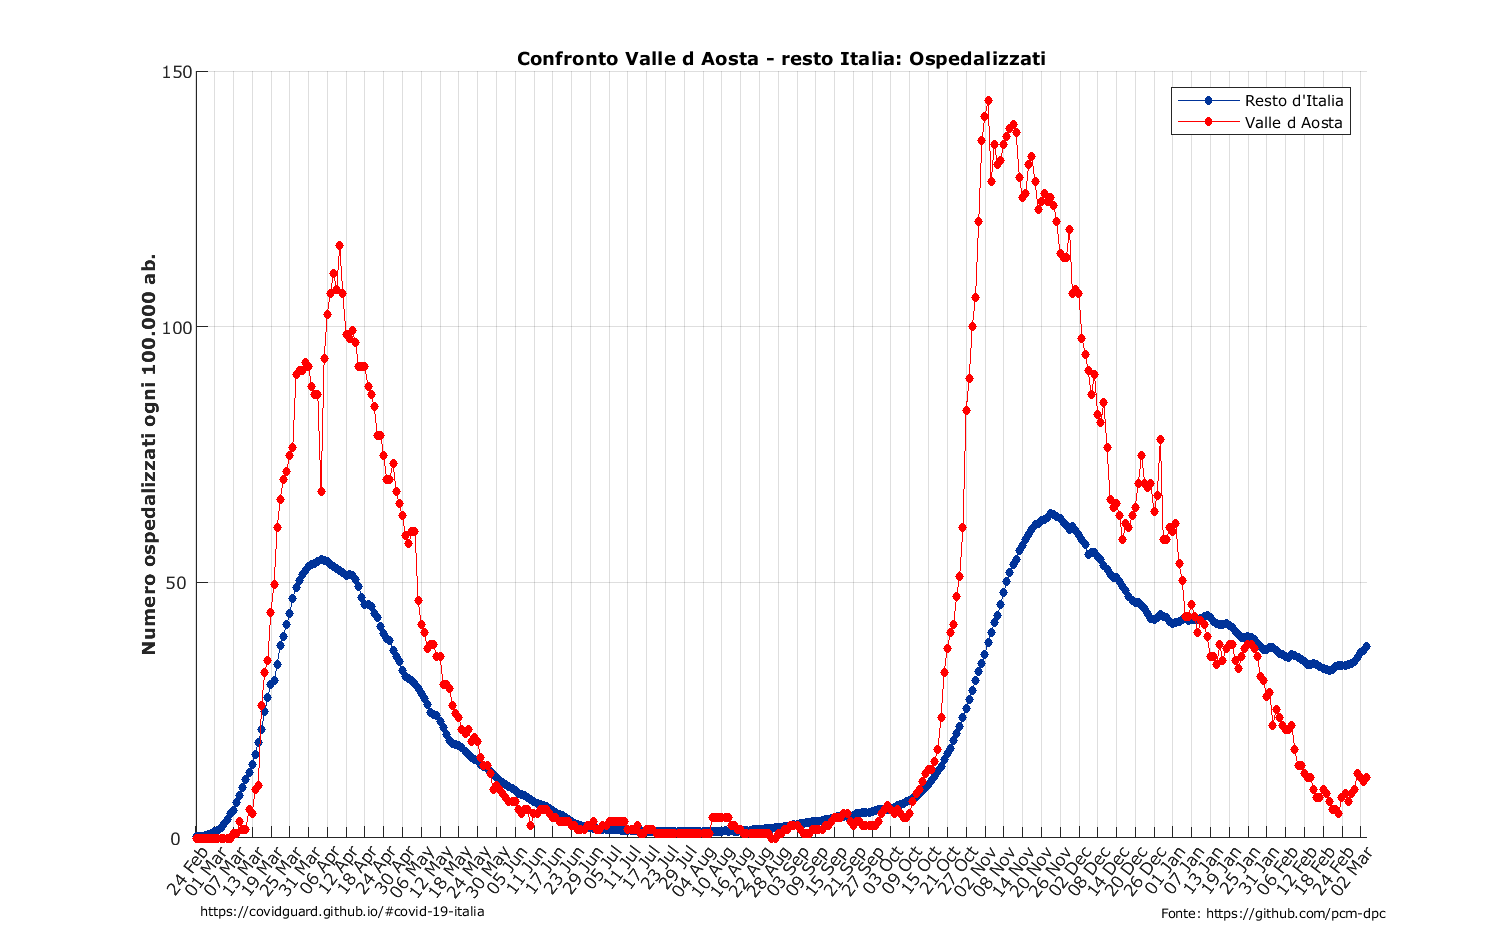 Confronto Valle d Aosta - resto Italia: Ospedalizzati
150
100
50
0
Numero ospedalizzati ogni 100.000 ab.
Resto d'Italia
Valle d Aosta
24 Feb
01 Mar
07 Mar
13 Mar
19 Mar
25 Mar
31 Mar
06 Apr
12 Apr
18 Apr
24 Apr
30 Apr
06 May
12 May
18 May
24 May
30 May
05 Jun
11 Jun
17 Jun
23 Jun
29 Jun
05 Jul
11 Jul
17 Jul
23 Jul
29 Jul
04 Aug
10 Aug
16 Aug
22 Aug
28 Aug
03 Sep
09 Sep
15 Sep
21 Sep
27 Sep
03 Oct
09 Oct
15 Oct
21 Oct
27 Oct
02 Nov
08 Nov
14 Nov
20 Nov
26 Nov
02 Dec
08 Dec
14 Dec
20 Dec
26 Dec
01 Jan
07 Jan
13 Jan
19 Jan
25 Jan
31 Jan
06 Feb
12 Feb
18 Feb
24 Feb
02 Mar
https://covidguard.github.io/#covid-19-italia
Fonte: https://github.com/pcm-dpc